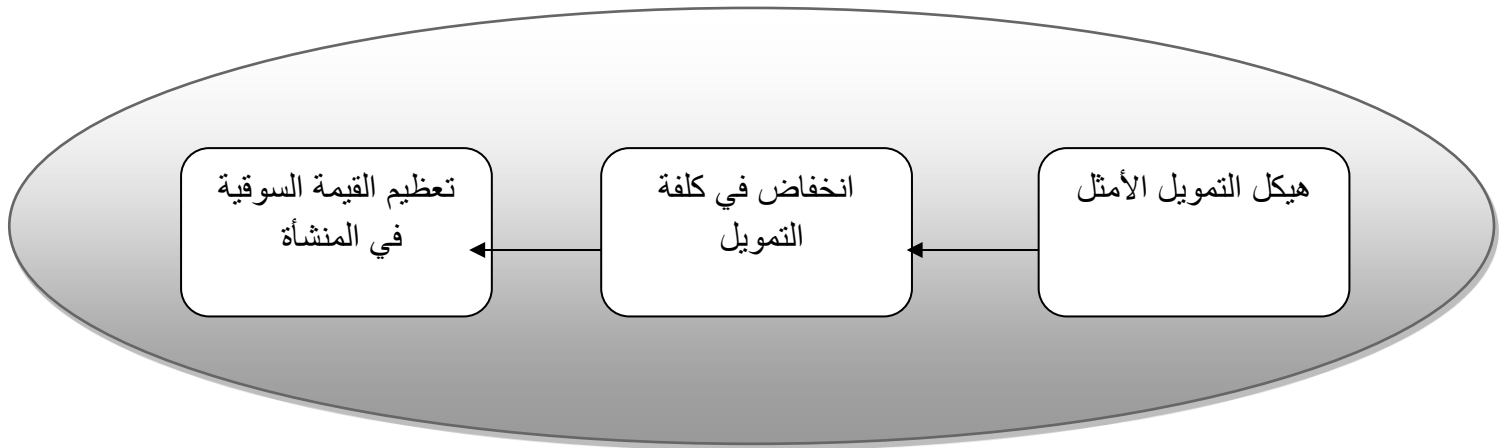 هيكل التمويل الأمثل
انخفاض في كلفة
التمويل
تعظيم القيمة السوقية
في المنشأة